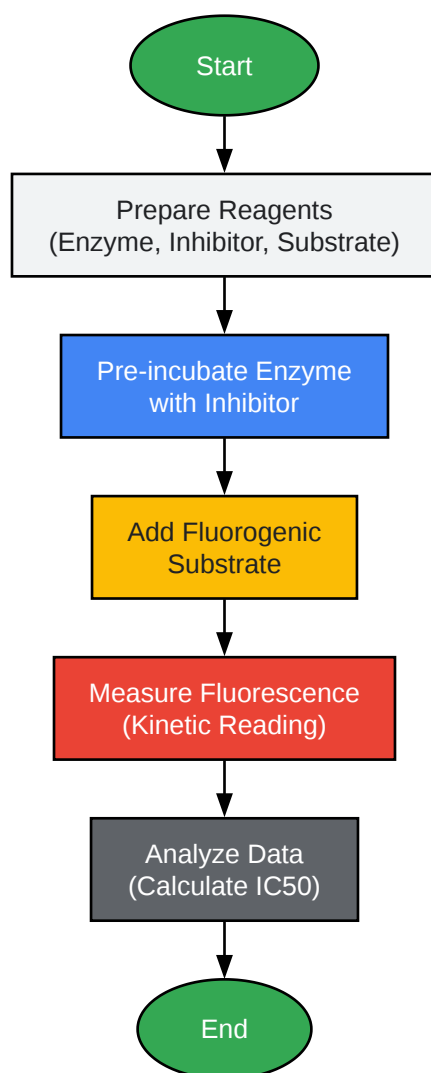 Start
Prepare Reagents
(Enzyme, Inhibitor, Substrate)
Pre-incubate Enzyme
with Inhibitor
Add Fluorogenic
Substrate
Measure Fluorescence
(Kinetic Reading)
Analyze Data
(Calculate IC50)
End